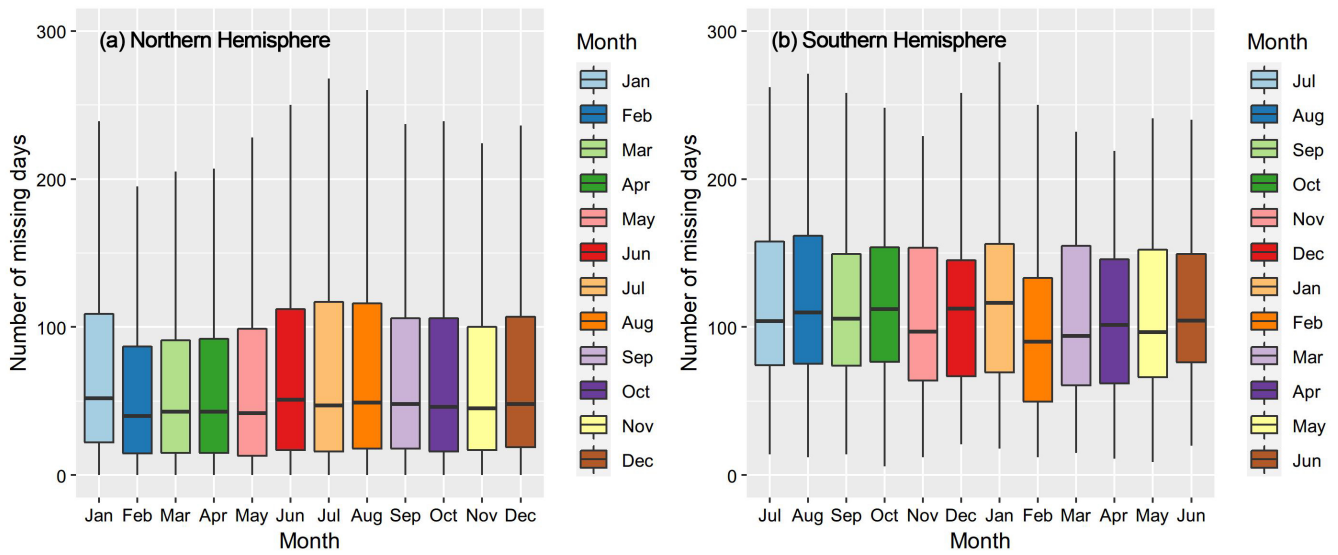 (a) Northern Hemisphere
Number of missing days
300
200
100
0
Jan Feb Mar Apr May Jun Jul Aug Sep Oct Nov Dec
Month
Month
Jan
Feb
Mar
Apr
May
Jun
Jul
Aug
Sep
Oct
Nov
Dec
(b) Southern Hemisphere
Number of missing days
300
200
100
0
Jul Aug Sep Oct Nov Dec Jan Feb Mar Apr May Jun
Month
Month
Jul
Aug
Sep
Oct
Nov
Dec
Jan
Feb
Mar
Apr
May
Jun